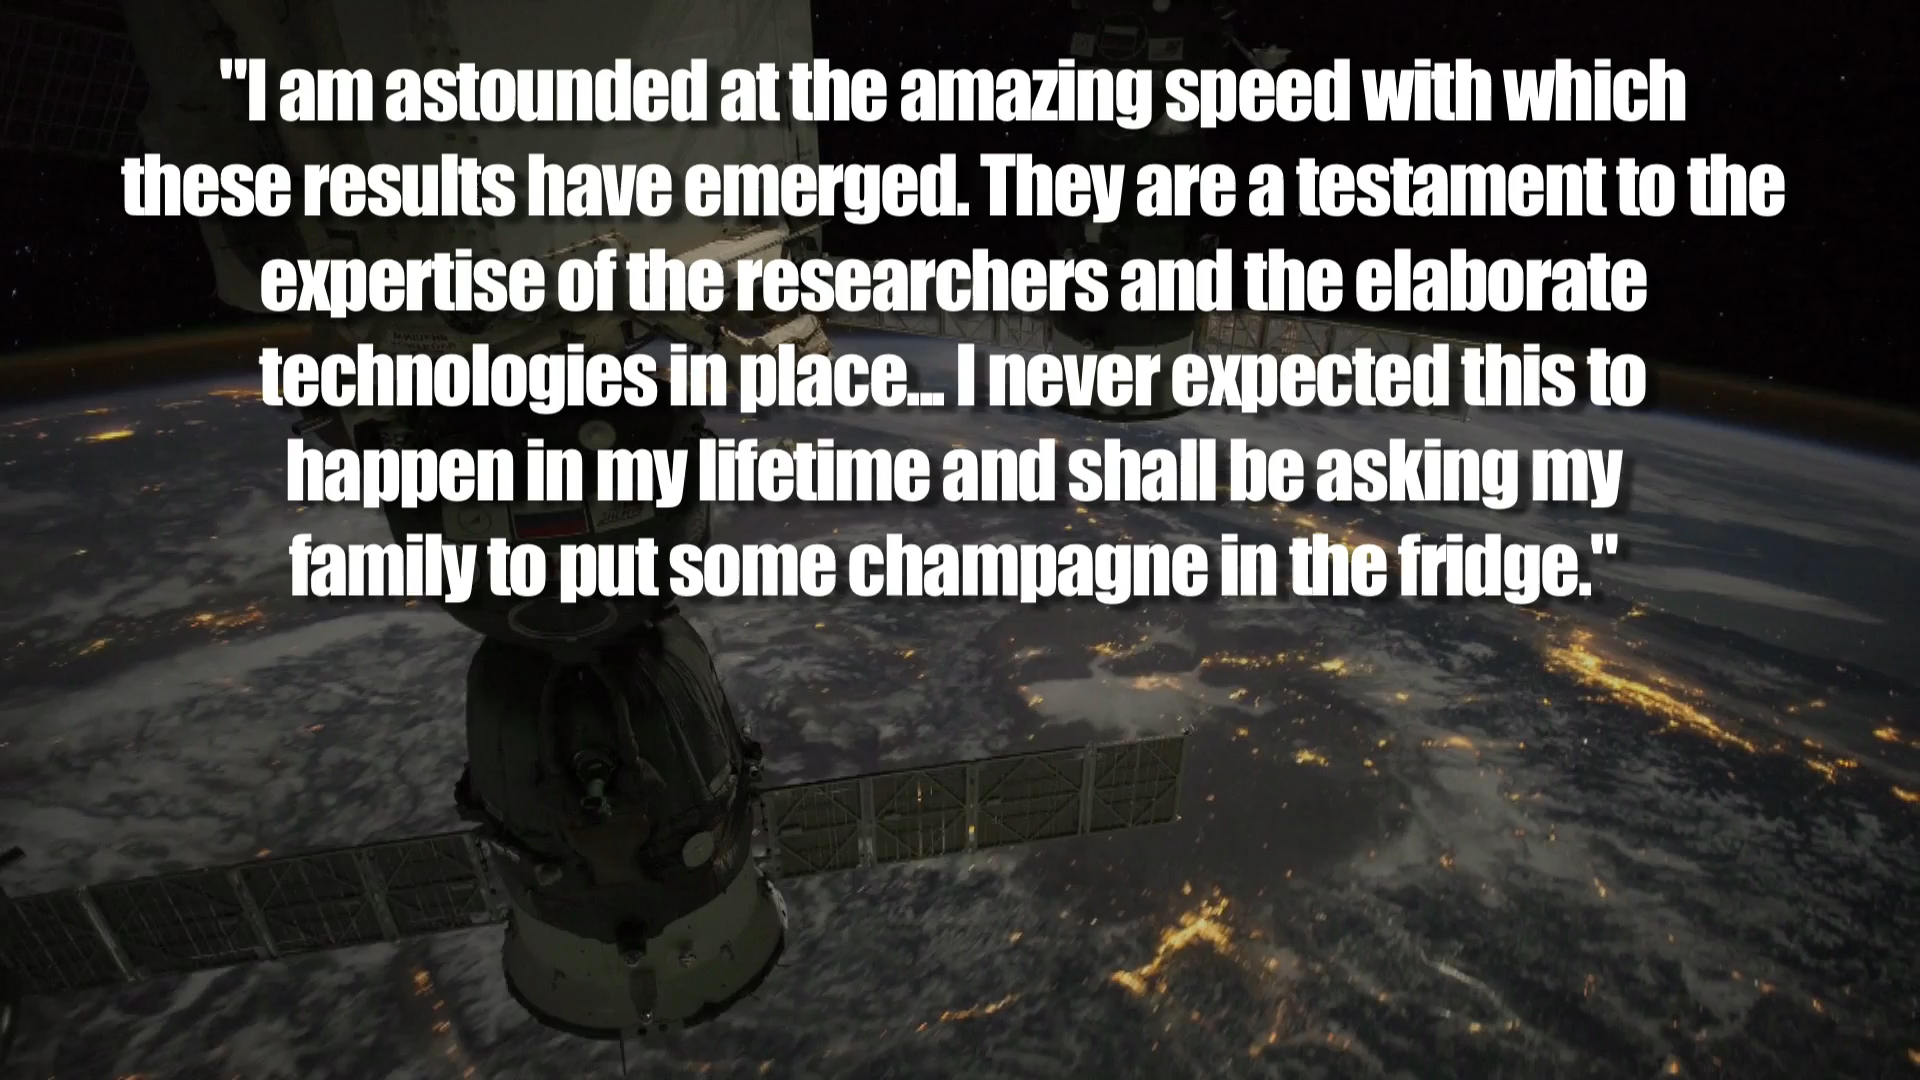 "I am astounded at the amazing speed with which
these results have emerged. They are a testament to the
expertise of the researchers and the elaborate
technologies in place... I never expected this to
happen in my lifetime and shall be asking my
family to put some champagne in the fridge."